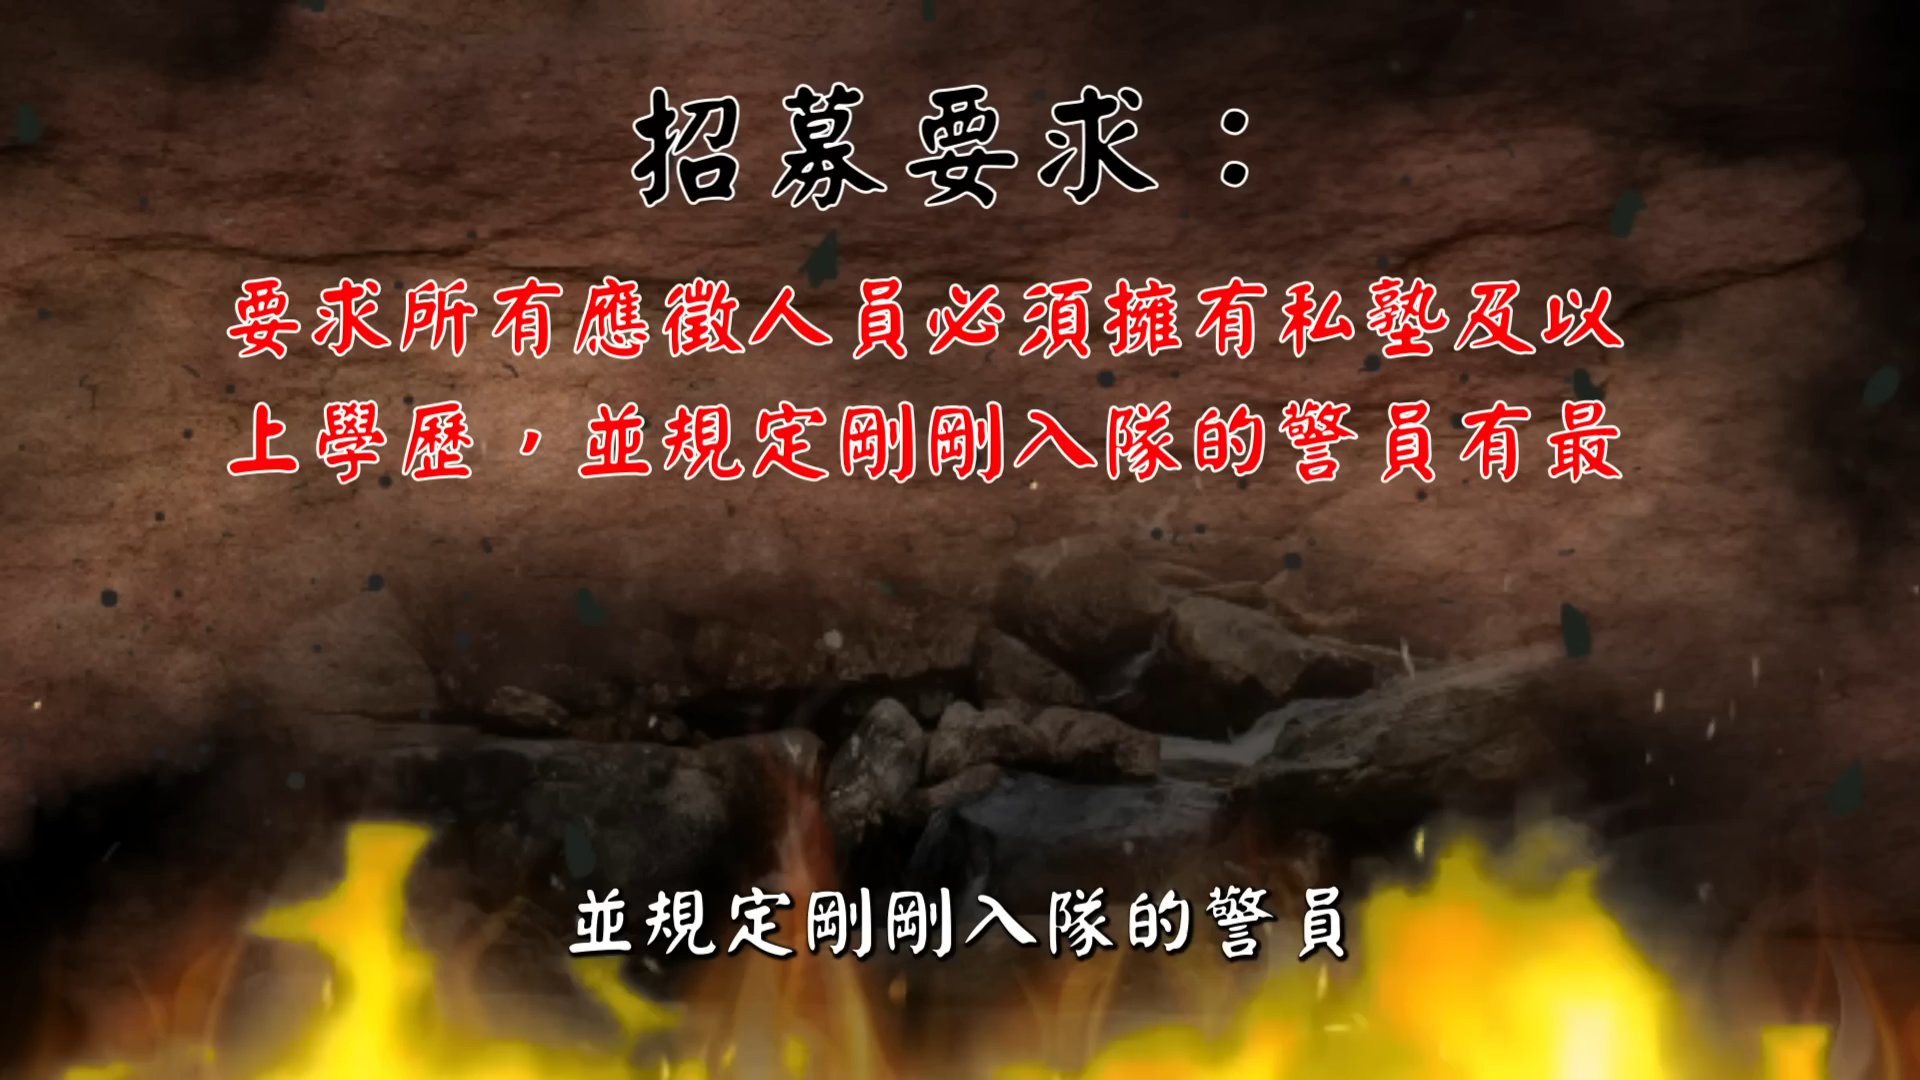 招募要求：
要求所有應徵人員必須擁有私塾及以
上學歷，並規定剛剛入隊的警員有最
並規定剛剛入隊的警員